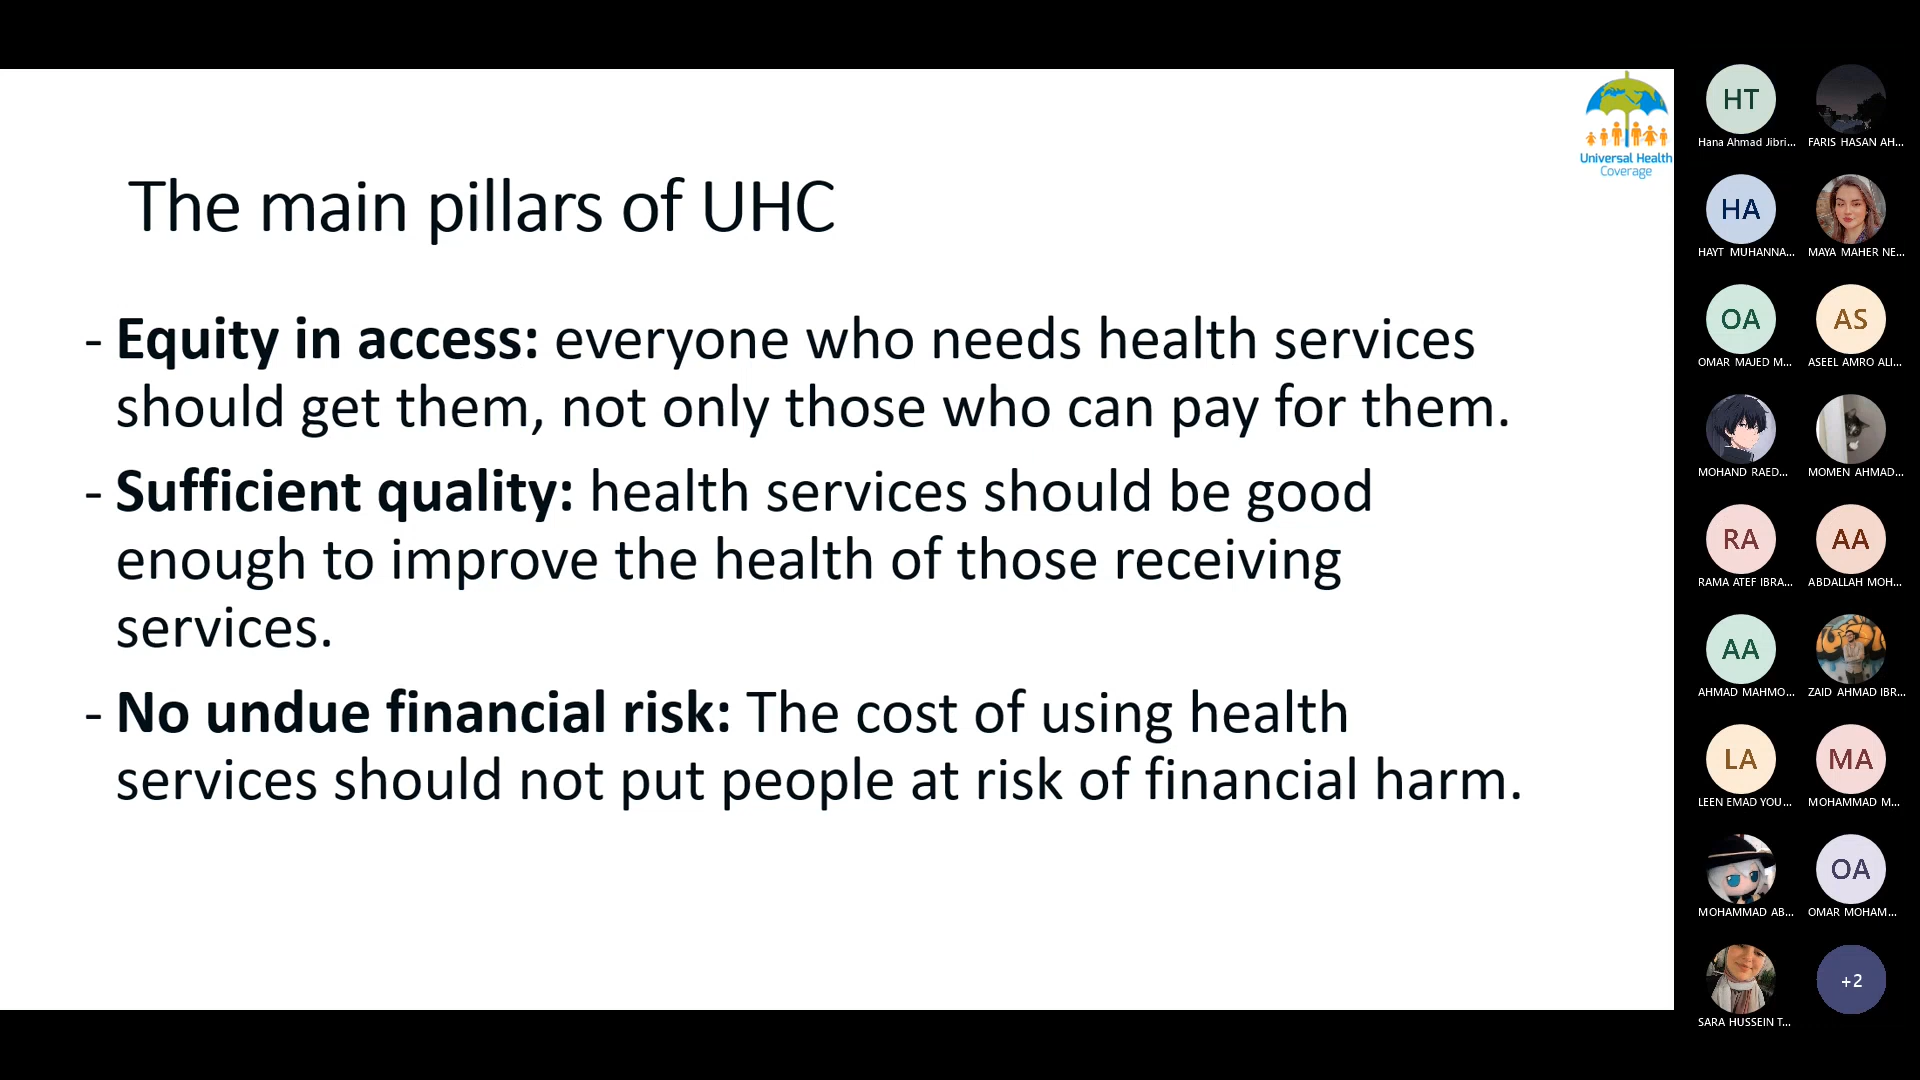 Universal Health
Coverage
The main pillars of UHC
- Equity in access: everyone who needs health services
should get them, not only those who can pay for them.
- Sufficient quality: health services should be good
enough to improve the health of those receiving
services.
- No undue financial risk: The cost of using health
services should not put people at risk of financial harm.
HT
Hana Ahmad Jibri...
FARIS HASAN AH...
HA
HAYT MUHANNA...
MAYA MAHER NE...
OA
OMAR MAJED M...
AS
ASEEL AMRO ALI...
MOHAND RAED...
MOMEN AHMAD...
RA
RAMA ATEF IBRA...
AA
ABDALLAH MOH...
AA
AHMAD MAHMO...
ZAID AHMAD IBR...
LA
LEEN EMAD YOU...
MA
MOHAMMAD M...
MOHAMMAD AB...
OA
OMAR MOHAM...
SARA HUSSEIN T...
+2